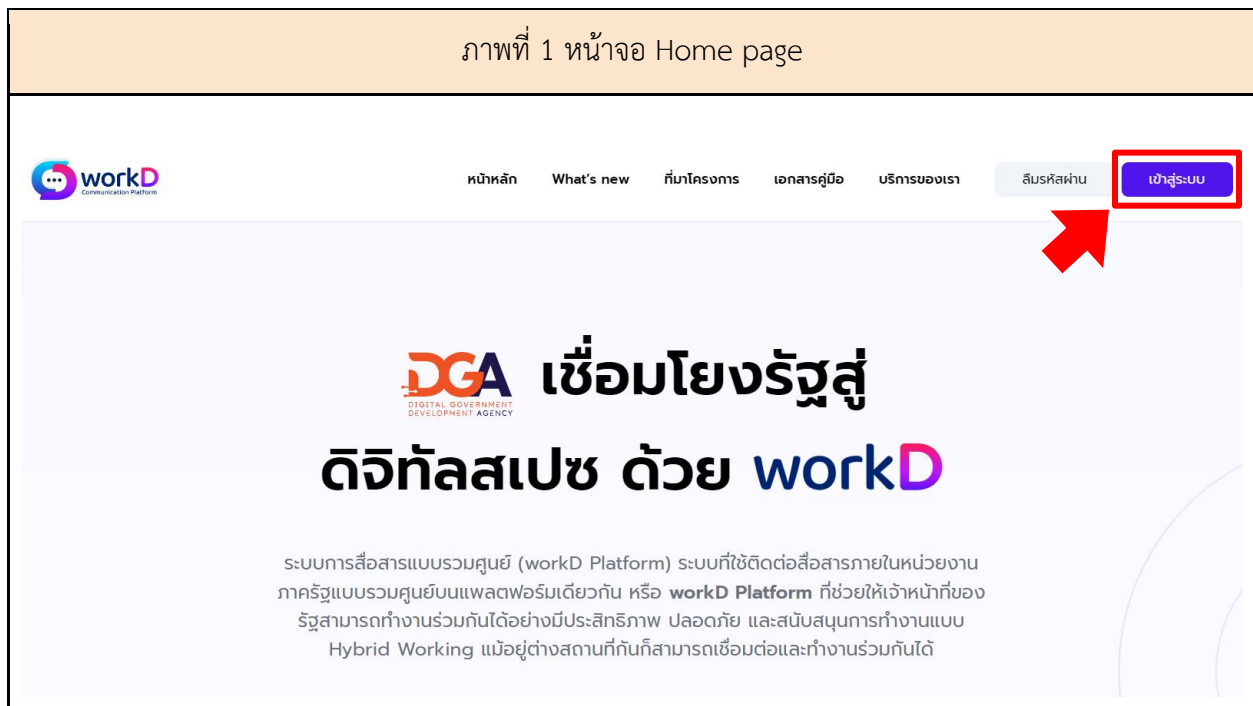 ภาพที่ 1 หน้าจอ Home page
workD
Communication Platform
หน้าหลัก What's new ที่มาโครงการ เอกสารคู่มือ บริการของเรา ลืมรหัสผ่าน เข้าสู่ระบบ
DGA เชื่อมโยงรัฐสู่
DIGITAL GOVERNMENT
DEVELOPMENT AGENCY
ดิจิทัลสเปซ ด้วย workD
ระบบการสื่อสารแบบรวมศูนย์ (workD Platform) ระบบที่ใช้ติดต่อสื่อสารภายในหน่วยงาน
ภาครัฐแบบรวมศูนย์บนแพลตฟอร์มเดียวกัน หรือ workD Platform ที่ช่วยให้เจ้าหน้าที่ของ
รัฐสามารถทำงานร่วมกันได้อย่างมีประสิทธิภาพ ปลอดภัย และสนับสนุนการทำงานแบบ
Hybrid Working แม้อยู่ต่างสถานที่กันก็สามารถเชื่อมต่อและทำงานร่วมกันได้